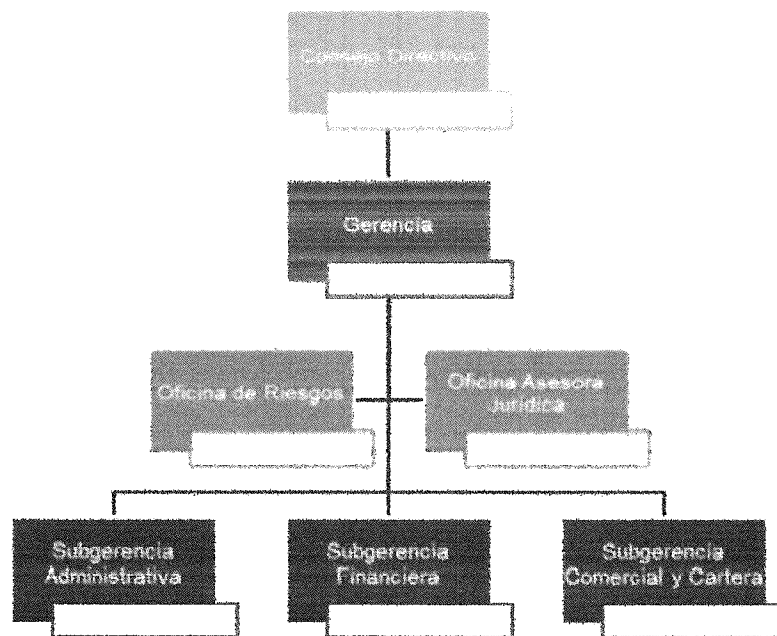 Consejo Directivo
Gerencia
Oficina de Riesgos
Oficina Asesora
Jurídica
Subgerencia
Administrativa
Subgerencia
Financiera
Subgerencia
Comercial y Cartera